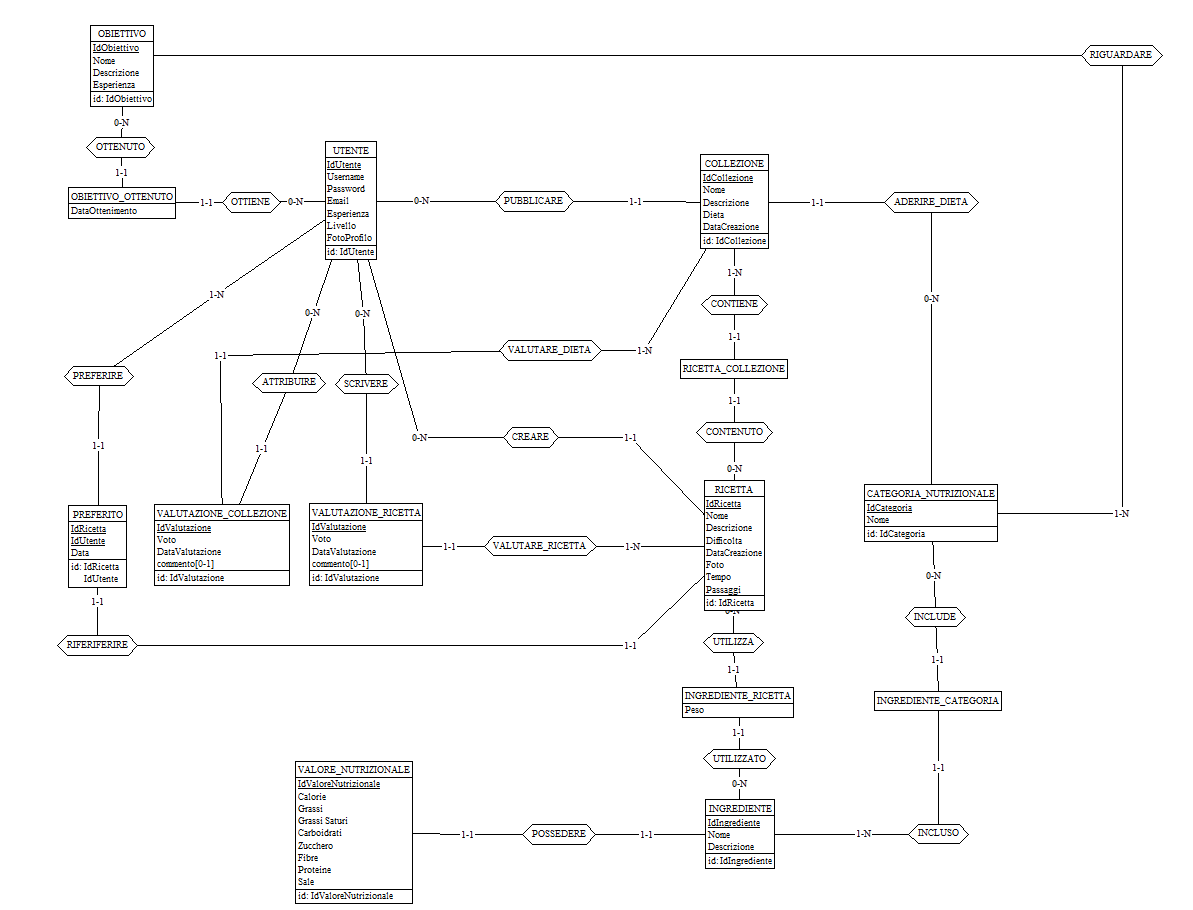 OBIETTIVO
IdObiettivo
Nome
Descrizione
Esperienza
id: IdObiettivo
RIGUARDARE
0-N
OTTENUTO
1-1
OBIETTIVO_OTTENUTO
DataOttenimento
1-1
OTTIENE
0-N
UTENTE
IdUtente
Username
Password
Email
Esperienza
Livello
FotoProfilo
id: IdUtente
0-N
PUBBLICARE
1-1
COLLEZIONE
IdCollezione
Nome
Descrizione
Dieta
DataCreazione
id: IdCollezione
1-1
ADERIRE_DIETA
0-N
1-N
CONTIENE
1-1
RICETTA_COLLEZIONE
1-1
CONTENUTO
0-N
1-N
PREFERIRE
1-1
0-N
ATTRIBUIRE
1-1
0-N
SCRIVERE
1-1
1-1
VALUTARE_DIETA
1-N
0-N
CREARE
1-1
PREFERITO
IdRicetta
IdUtente
Data
id: IdRicetta
IdUtente
1-1
RIFERIFERIRE
1-1
VALUTAZIONE_COLLEZIONE
IdValutazione
Voto
DataValutazione
commento[0-1]
id: IdValutazione
VALUTAZIONE_RICETTA
IdValutazione
Voto
DataValutazione
commento[0-1]
id: IdValutazione
1-1
VALUTARE_RICETTA
1-N
RICETTA
IdRicetta
Nome
Descrizione
Difficolta
DataCreazione
Foto
Tempo
Passaggi
id: IdRicetta
0-N
UTILIZZA
1-1
INGREDIENTE_RICETTA
Peso
1-1
UTILIZZATO
0-N
CATEGORIA_NUTRIZIONALE
IdCategoria
Nome
id: IdCategoria
1-N
0-N
INCLUDE
1-1
INGREDIENTE_CATEGORIA
1-1
INCLUSO
1-N
INGREDIENTE
IdIngrediente
Nome
Descrizione
id: IdIngrediente
1-1
POSSEDERE
1-1
VALORE_NUTRIZIONALE
IdValoreNutrizionale
Calorie
Grassi
Grassi Saturi
Carboidrati
Zucchero
Fibre
Proteine
Sale
id: IdValoreNutrizionale